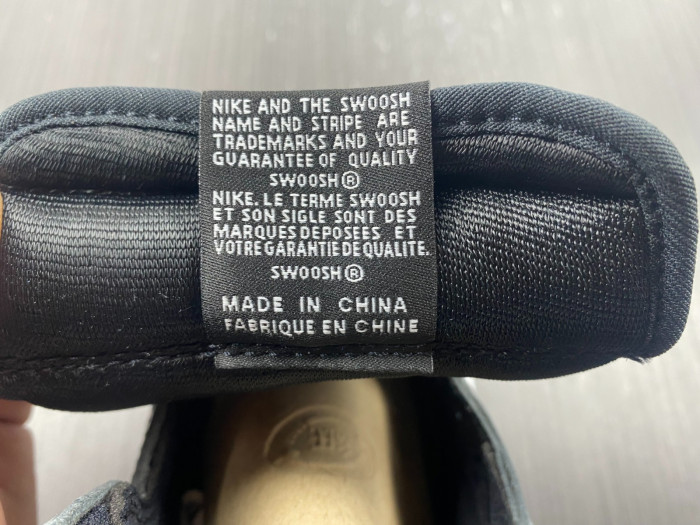 NIKE AND THE SWOOSH
NAME AND STRIPE ARE
TRADEMARKS AND YOUR
GUARANTEE OF QUALITY
SWOOSH®
NIKE. LE TERME SWOOSH
ET SON SIGLE SONT DES
MARQUES DEPOSEES ET
VOTRE GARANTIE DE QUALITE.
SWOOSH®
MADE IN CHINA
FABRIQUE EN CHINE